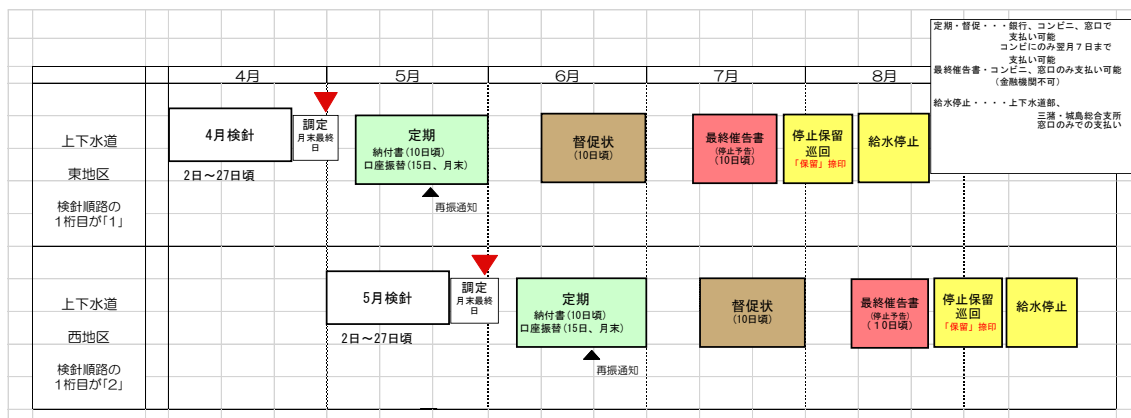 定期・督促・・・銀行、コンビニ、窓口で
支払い可能
コンビにのみ翌月７日まで
支払い可能
最終催告書・コンビニ、窓口のみ支払い可能
（金融機関不可）
給水停止・・・・上下水道部、
三瀦・城島総合支所
窓口のみでの支払い
4月
5月
6月
7月
8月
上下水道
東地区
検針順路の
１桁目が「1」
4月検針
2日～27日頃
調定
月末最終
日
定期
納付書(10日頃)
口座振替(15日、月末)
再振通知
督促状
(10日頃)
最終催告書
(停止予告)
(10日頃)
停止保留
巡回
「保留」捺印
給水停止
上下水道
西地区
検針順路の
１桁目が「2」
5月検針
2日～27日頃
調定
月末最終
日
定期
納付書(10日頃)
口座振替(15日、月末)
再振通知
督促状
(10日頃)
最終催告書
(停止予告)
(１0日頃)
停止保留
巡回
「保留」捺印
給水停止